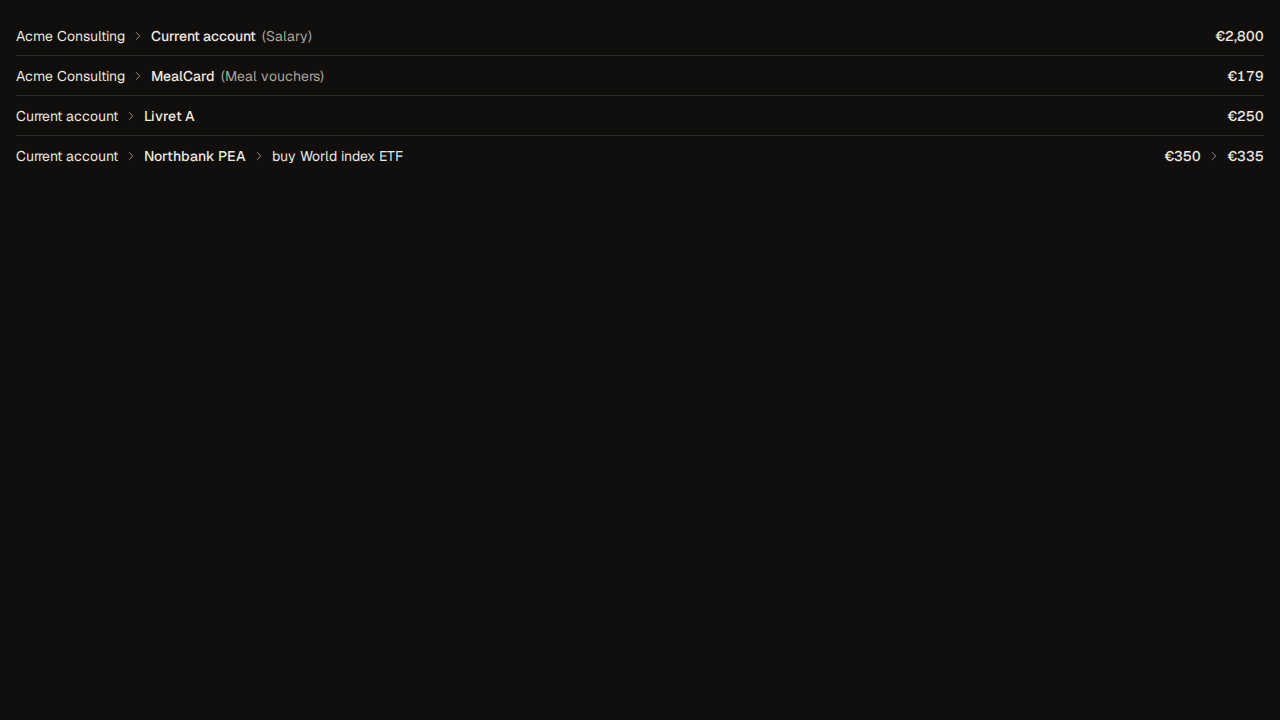 Acme Consulting > Current account (Salary) €2,800
Acme Consulting > MealCard (Meal vouchers) €179
Current account > Livret A €250
Current account > Northbank PEA > buy World index ETF €350 > €335